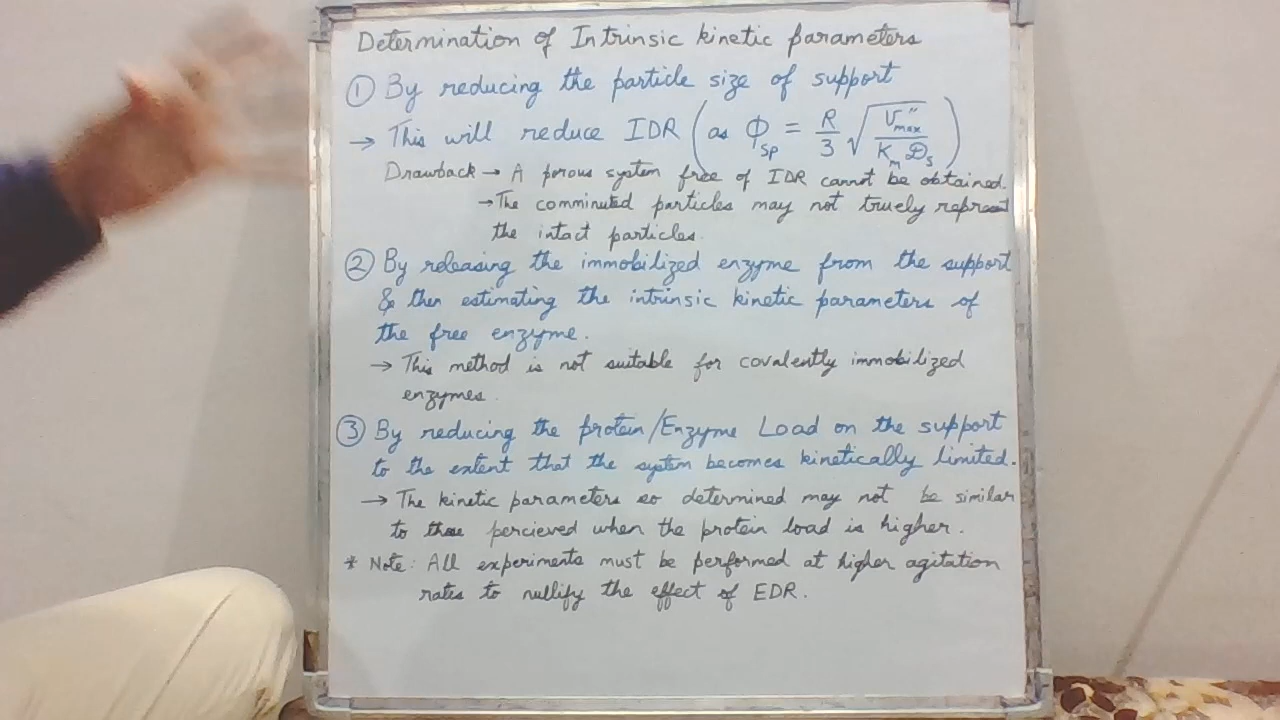 Determination of Intrinsic kinetic parameters
① By reducing the particle size of support
→ This will reduce IDR (as Φsp = R/3 √(V"max / Km Ds))
Drawback → A porous system free of IDR cannot be obtained.
→ The comminuted particles may not truely represent
the intact particles.
② By releasing the immobilized enzyme from the support
& then estimating the intrinsic kinetic parameters of
the free enzyme.
→ This method is not suitable for covalently immobilized
enzymes.
③ By reducing the protein/Enzyme Load on the support
to the extent that the system becomes kinetically limited.
→ The kinetic parameters so determined may not be similar
to those percieved when the protein load is higher.
* Note: All experiments must be performed at higher agitation
rates to nullify the effect of EDR.